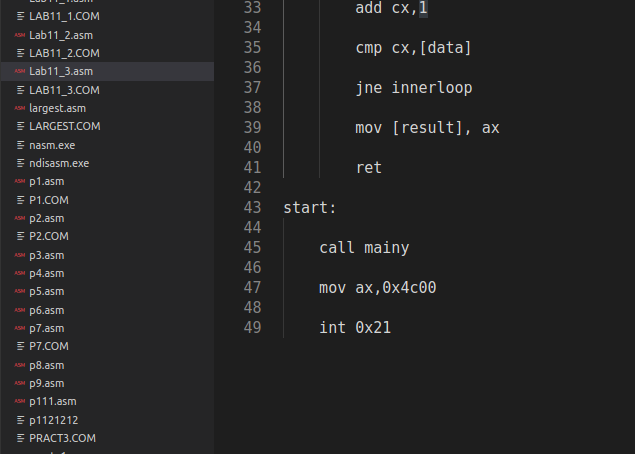 LAB11_1.COM
Lab11_2.asm
LAB11_2.COM
Lab11_3.asm
LAB11_3.COM
largest.asm
LARGEST.COM
nasm.exe
ndisasm.exe
p1.asm
P1.COM
p2.asm
P2.COM
p3.asm
p4.asm
p5.asm
p6.asm
p7.asm
P7.COM
p8.asm
p9.asm
p111.asm
p1121212
PRACT3.COM
33 add cx,1
34
35 cmp cx,[data]
36
37 jne innerloop
38
39 mov [result], ax
40
41 ret
42
43 start:
44
45 call mainy
46
47 mov ax,0x4c00
48
49 int 0x21